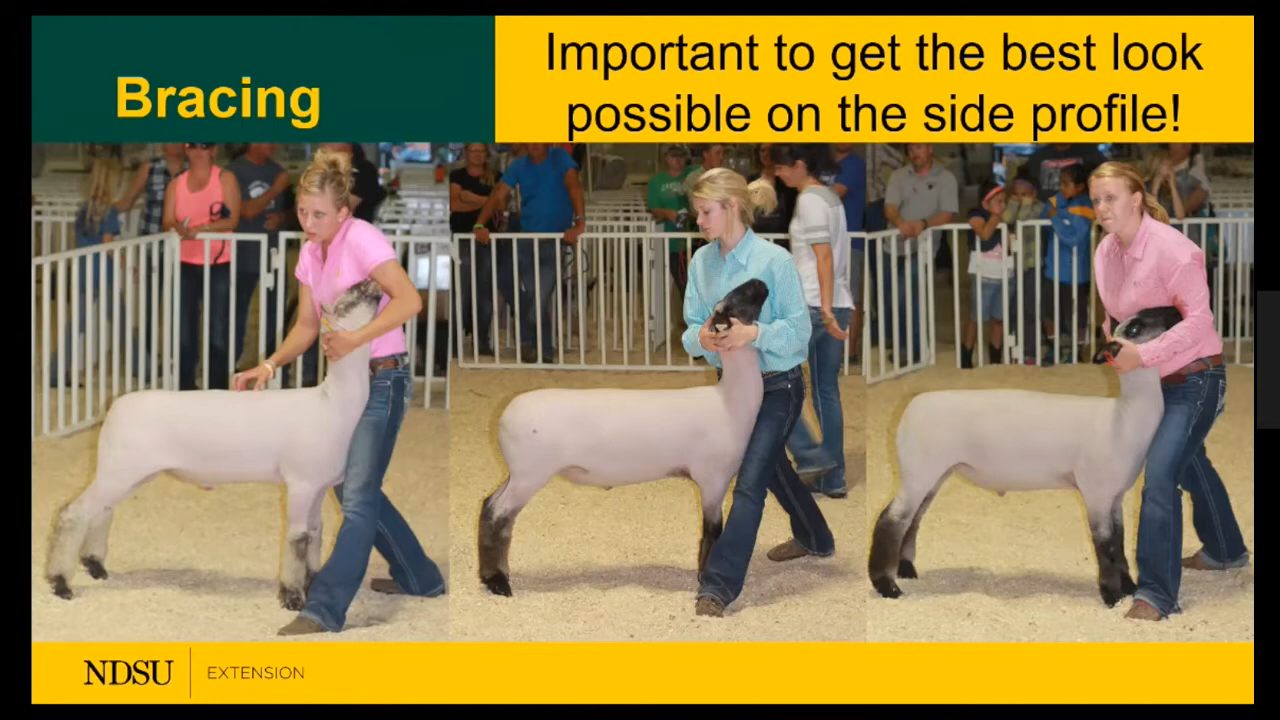 Bracing
Important to get the best look
possible on the side profile!
NDSU
EXTENSION